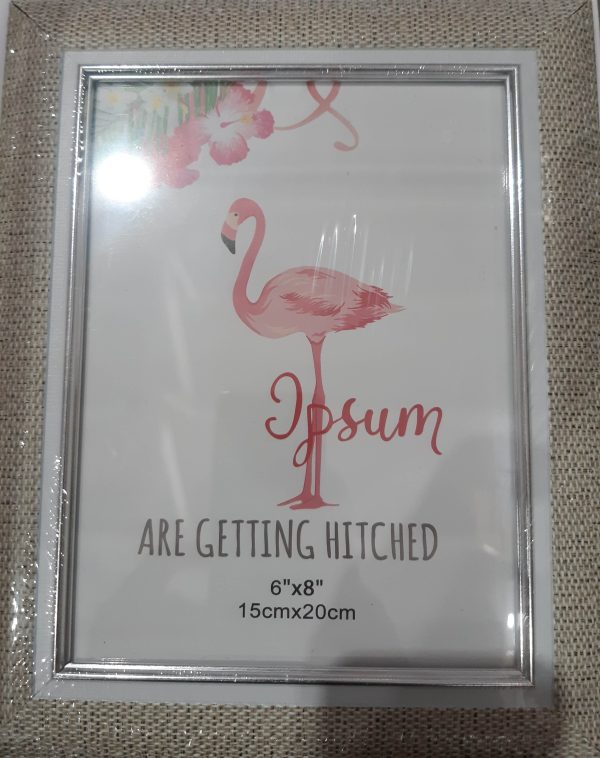 &
Ipsum
ARE GETTING HITCHED
6"x8"
15cmx20cm